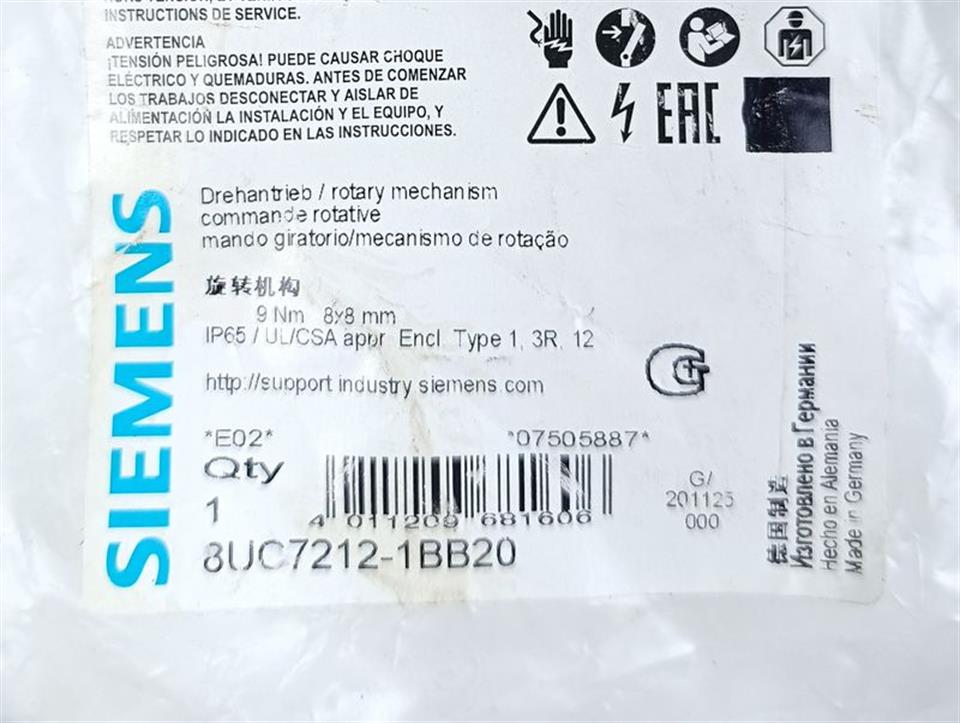 INSTRUCTIONS DE SERVICE.
ADVERTENCIA
¡TENSIÓN PELIGROSA! PUEDE CAUSAR CHOQUE
ELÉCTRICO Y QUEMADURAS. ANTES DE COMENZAR
LOS TRABAJOS DESCONECTAR Y AISLAR DE
ALIMENTACIÓN LA INSTALACIÓN Y EL EQUIPO, Y
RESPETAR LO INDICADO EN LAS INSTRUCCIONES.
EAC
SIEMENS
Drehantrieb / rotary mechanism
commande rotative
mando giratorio/mecanismo de rotação
旋转机构
9 Nm 8x8 mm
IP65 / UL/CSA appr. Encl. Type 1, 3R, 12
http://support.industry.siemens.com
*E02* *07505887*
Qty
1
4 011209 681606
G/
201125
000
8UC7212-1BB20
德国制造
Изготовлено в Германии
Hecho en Alemania
Made in Germany